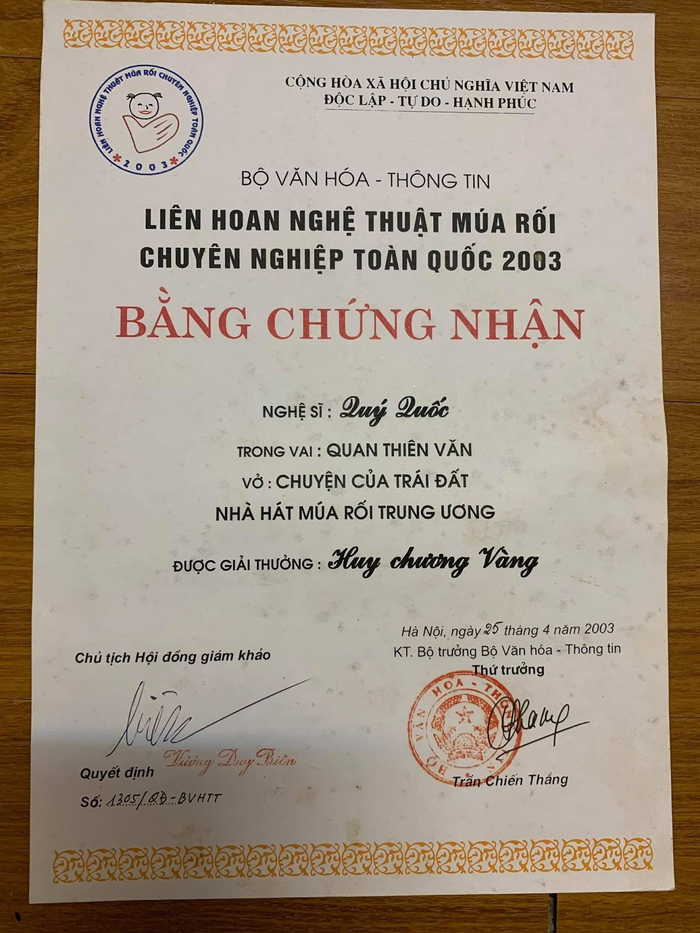 LIÊN HOAN NGHỆ THUẬT MÚA RỐI CHUYÊN NGHIỆP TOÀN QUỐC
* 2003 *
CỘNG HÒA XÃ HỘI CHỦ NGHĨA VIỆT NAM
ĐỘC LẬP - TỰ DO - HẠNH PHÚC
BỘ VĂN HÓA - THÔNG TIN
LIÊN HOAN NGHỆ THUẬT MÚA RỐI
CHUYÊN NGHIỆP TOÀN QUỐC 2003
BẰNG CHỨNG NHẬN
NGHỆ SĨ : Quý Quốc
TRONG VAI : QUAN THIÊN VĂN
VỞ : CHUYỆN CỦA TRÁI ĐẤT
NHÀ HÁT MÚA RỐI TRUNG ƯƠNG
ĐƯỢC GIẢI THƯỞNG : Huy chương Vàng
Hà Nội, ngày 25 tháng 4 năm 2003
KT. Bộ trưởng Bộ Văn hóa - Thông tin
Thứ trưởng
Chủ tịch Hội đồng giám khảo
BỘ VĂN HÓA - TH
Vương Duy Biên
Trần Chiến Thắng
Quyết định
Số: 1305/QĐ-BVHTT